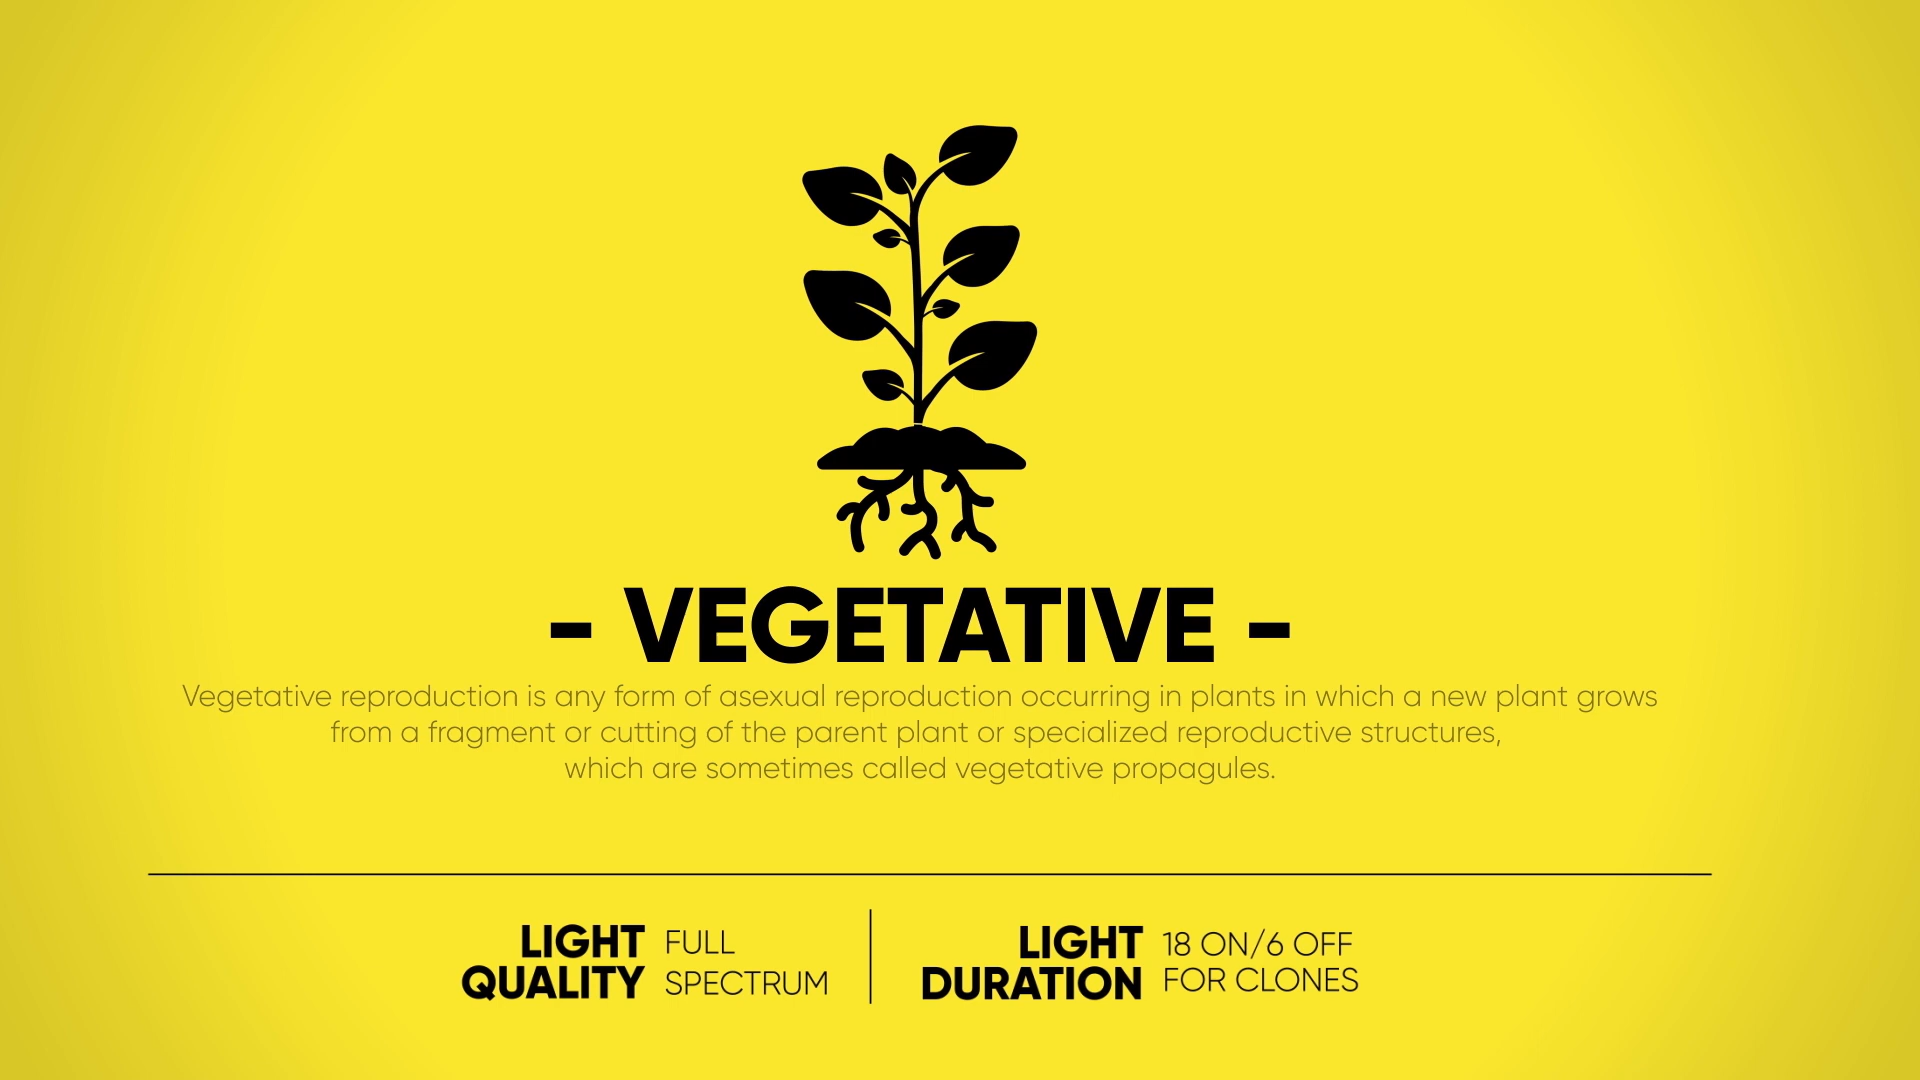 - VEGETATIVE -
Vegetative reproduction is any form of asexual reproduction occurring in plants in which a new plant grows
from a fragment or cutting of the parent plant or specialized reproductive structures,
which are sometimes called vegetative propagules.
LIGHT
QUALITY
FULL
SPECTRUM
LIGHT
DURATION
18 ON/6 OFF
FOR CLONES